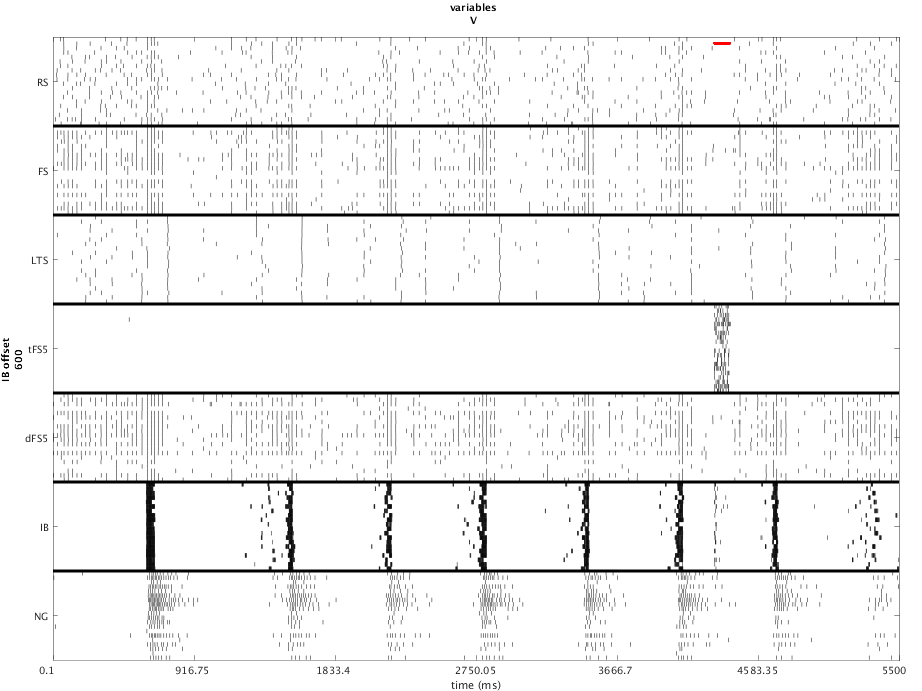 variables
V
RS
FS
LTS
tFS5
dFS5
IB
NG
IB offset
600
0.1 916.75 1833.4 2750.05 3666.7 4583.35 5500
time (ms)